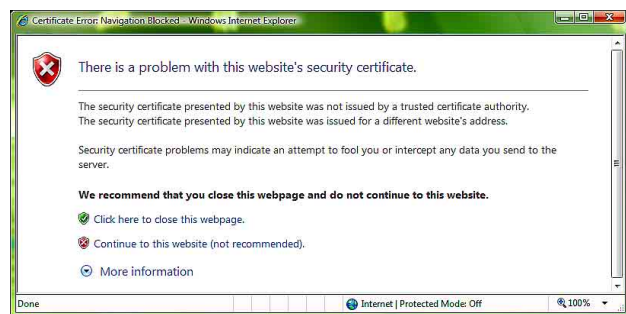 Certificate Error: Navigation Blocked - Windows Internet Explorer
There is a problem with this website's security certificate.
The security certificate presented by this website was not issued by a trusted certificate authority.
The security certificate presented by this website was issued for a different website's address.
Security certificate problems may indicate an attempt to fool you or intercept any data you send to the
server.
We recommend that you close this webpage and do not continue to this website.
Click here to close this webpage.
Continue to this website (not recommended).
More information
Done Internet | Protected Mode: Off 100%